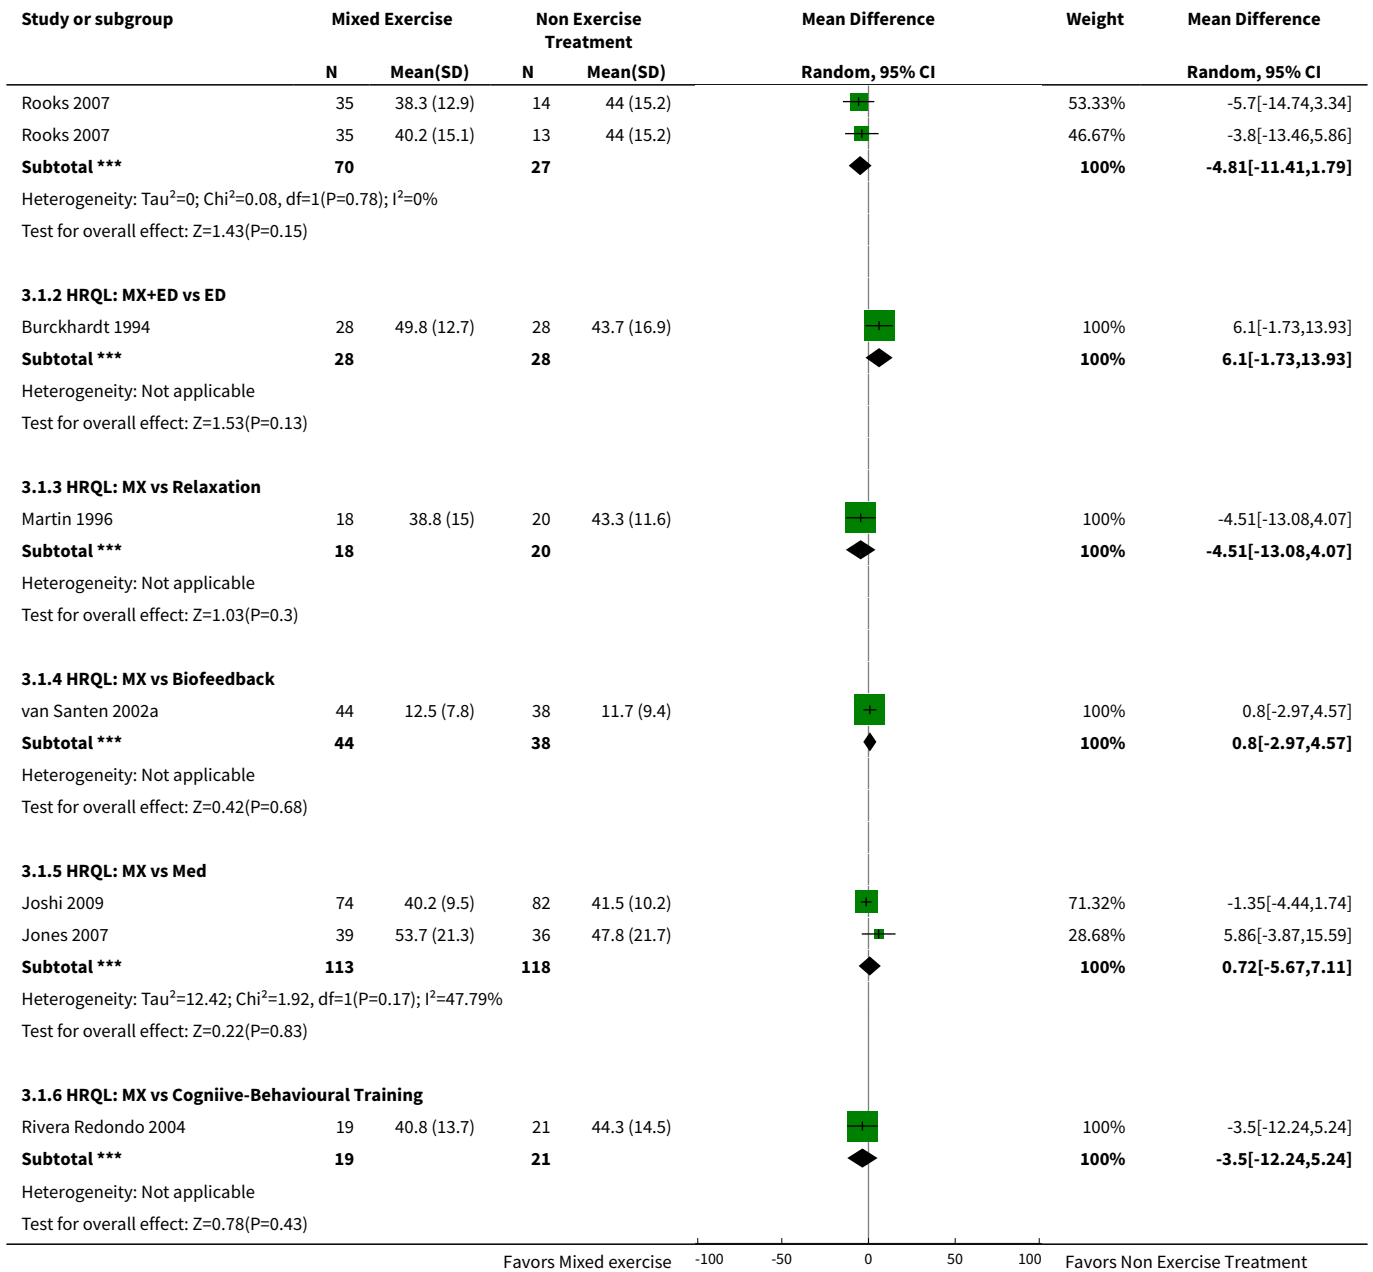 Study or subgroup Mixed Exercise Non Exercise Treatment Mean Difference Weight Mean Difference
N Mean(SD) N Mean(SD) Random, 95% CI Random, 95% CI
Rooks 2007 35 38.3 (12.9) 14 44 (15.2) 53.33% -5.7[-14.74,3.34]
Rooks 2007 35 40.2 (15.1) 13 44 (15.2) 46.67% -3.8[-13.46,5.86]
Subtotal *** 70 27 100% -4.81[-11.41,1.79]
Heterogeneity: Tau²=0; Chi²=0.08, df=1(P=0.78); I²=0%
Test for overall effect: Z=1.43(P=0.15)
3.1.2 HRQL: MX+ED vs ED
Burckhardt 1994 28 49.8 (12.7) 28 43.7 (16.9) 100% 6.1[-1.73,13.93]
Subtotal *** 28 28 100% 6.1[-1.73,13.93]
Heterogeneity: Not applicable
Test for overall effect: Z=1.53(P=0.13)
3.1.3 HRQL: MX vs Relaxation
Martin 1996 18 38.8 (15) 20 43.3 (11.6) 100% -4.51[-13.08,4.07]
Subtotal *** 18 20 100% -4.51[-13.08,4.07]
Heterogeneity: Not applicable
Test for overall effect: Z=1.03(P=0.3)
3.1.4 HRQL: MX vs Biofeedback
van Santen 2002a 44 12.5 (7.8) 38 11.7 (9.4) 100% 0.8[-2.97,4.57]
Subtotal *** 44 38 100% 0.8[-2.97,4.57]
Heterogeneity: Not applicable
Test for overall effect: Z=0.42(P=0.68)
3.1.5 HRQL: MX vs Med
Joshi 2009 74 40.2 (9.5) 82 41.5 (10.2) 71.32% -1.35[-4.44,1.74]
Jones 2007 39 53.7 (21.3) 36 47.8 (21.7) 28.68% 5.86[-3.87,15.59]
Subtotal *** 113 118 100% 0.72[-5.67,7.11]
Heterogeneity: Tau²=12.42; Chi²=1.92, df=1(P=0.17); I²=47.79%
Test for overall effect: Z=0.22(P=0.83)
3.1.6 HRQL: MX vs Cogniive-Behavioural Training
Rivera Redondo 2004 19 40.8 (13.7) 21 44.3 (14.5) 100% -3.5[-12.24,5.24]
Subtotal *** 19 21 100% -3.5[-12.24,5.24]
Heterogeneity: Not applicable
Test for overall effect: Z=0.78(P=0.43)
Favors Mixed exercise -100 -50 0 50 100 Favors Non Exercise Treatment